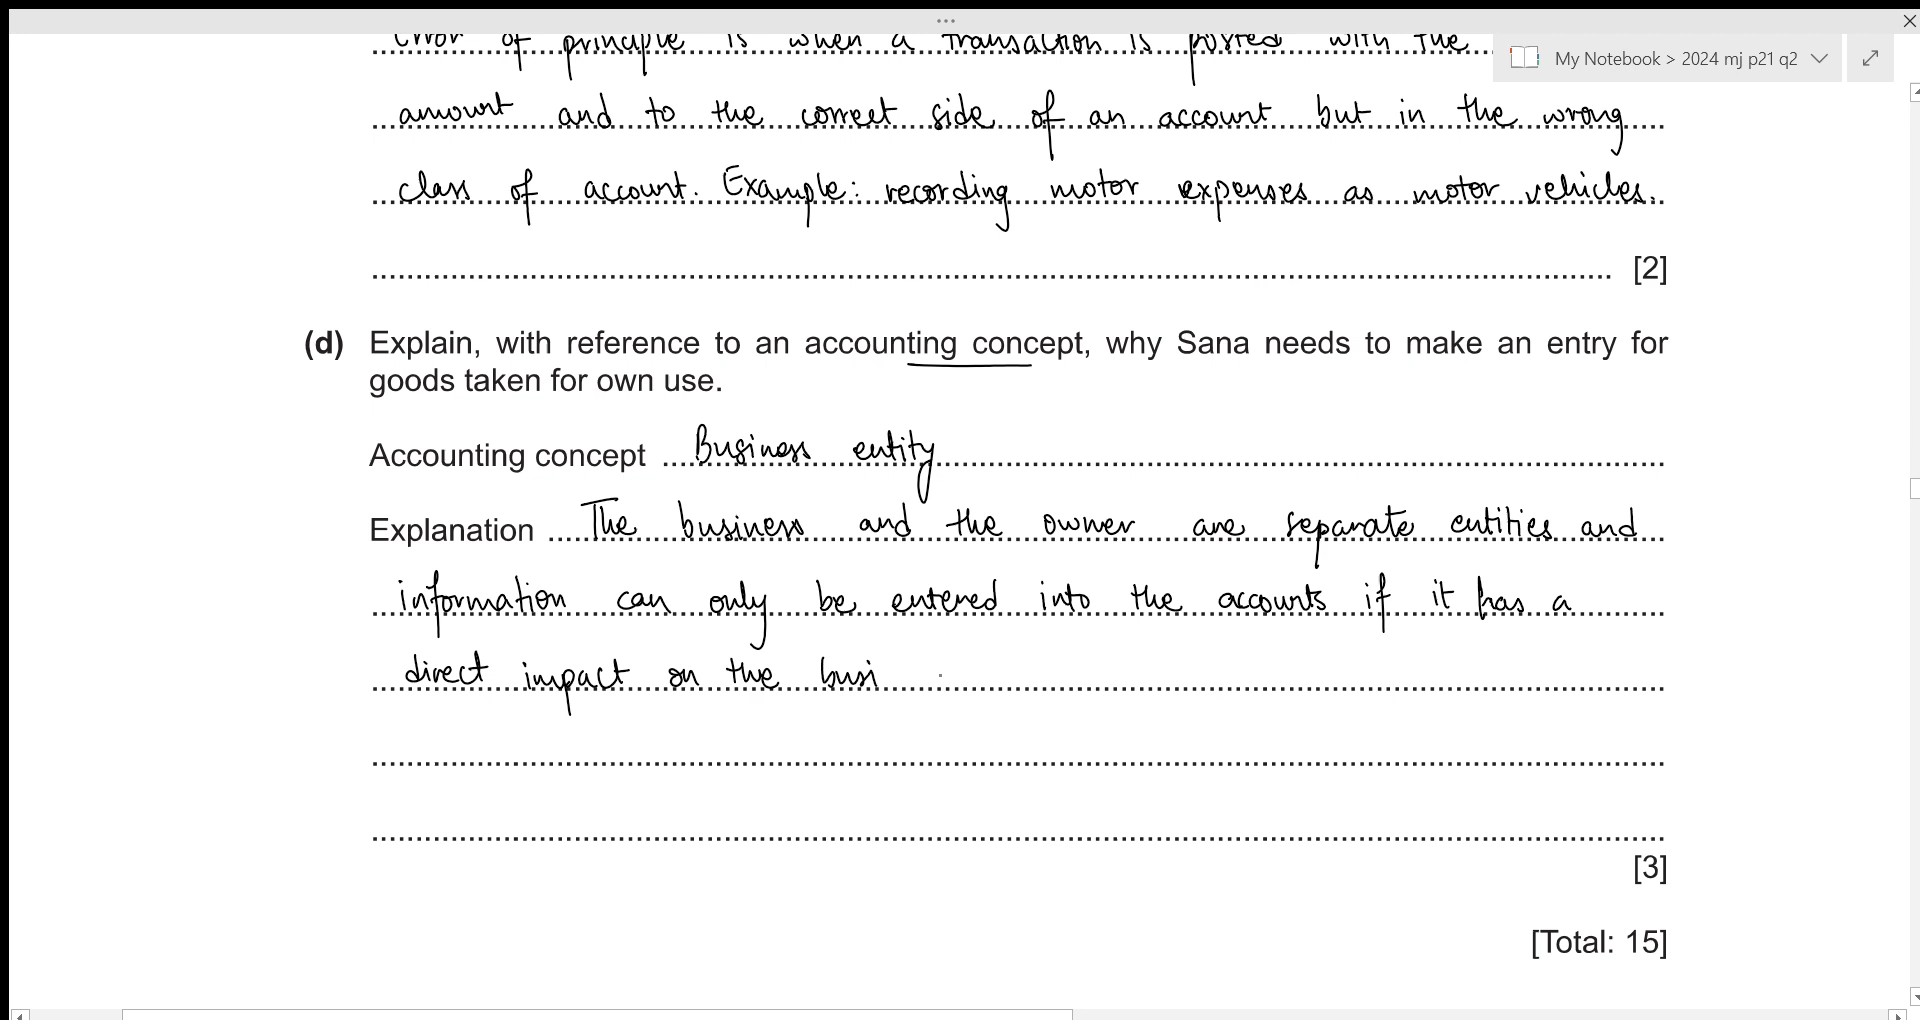 error of principle is when a transaction is posted with the
My Notebook > 2024 mj p21 q2
amount and to the correct side of an account but in the wrong
class of account. Example: recording motor expenses as motor vehicles.
[2]
(d) Explain, with reference to an accounting concept, why Sana needs to make an entry for
goods taken for own use.
Accounting concept Business entity
Explanation The business and the owner are separate entities and
information can only be entered into the accounts if it has a
direct impact on the busi
[3]
[Total: 15]